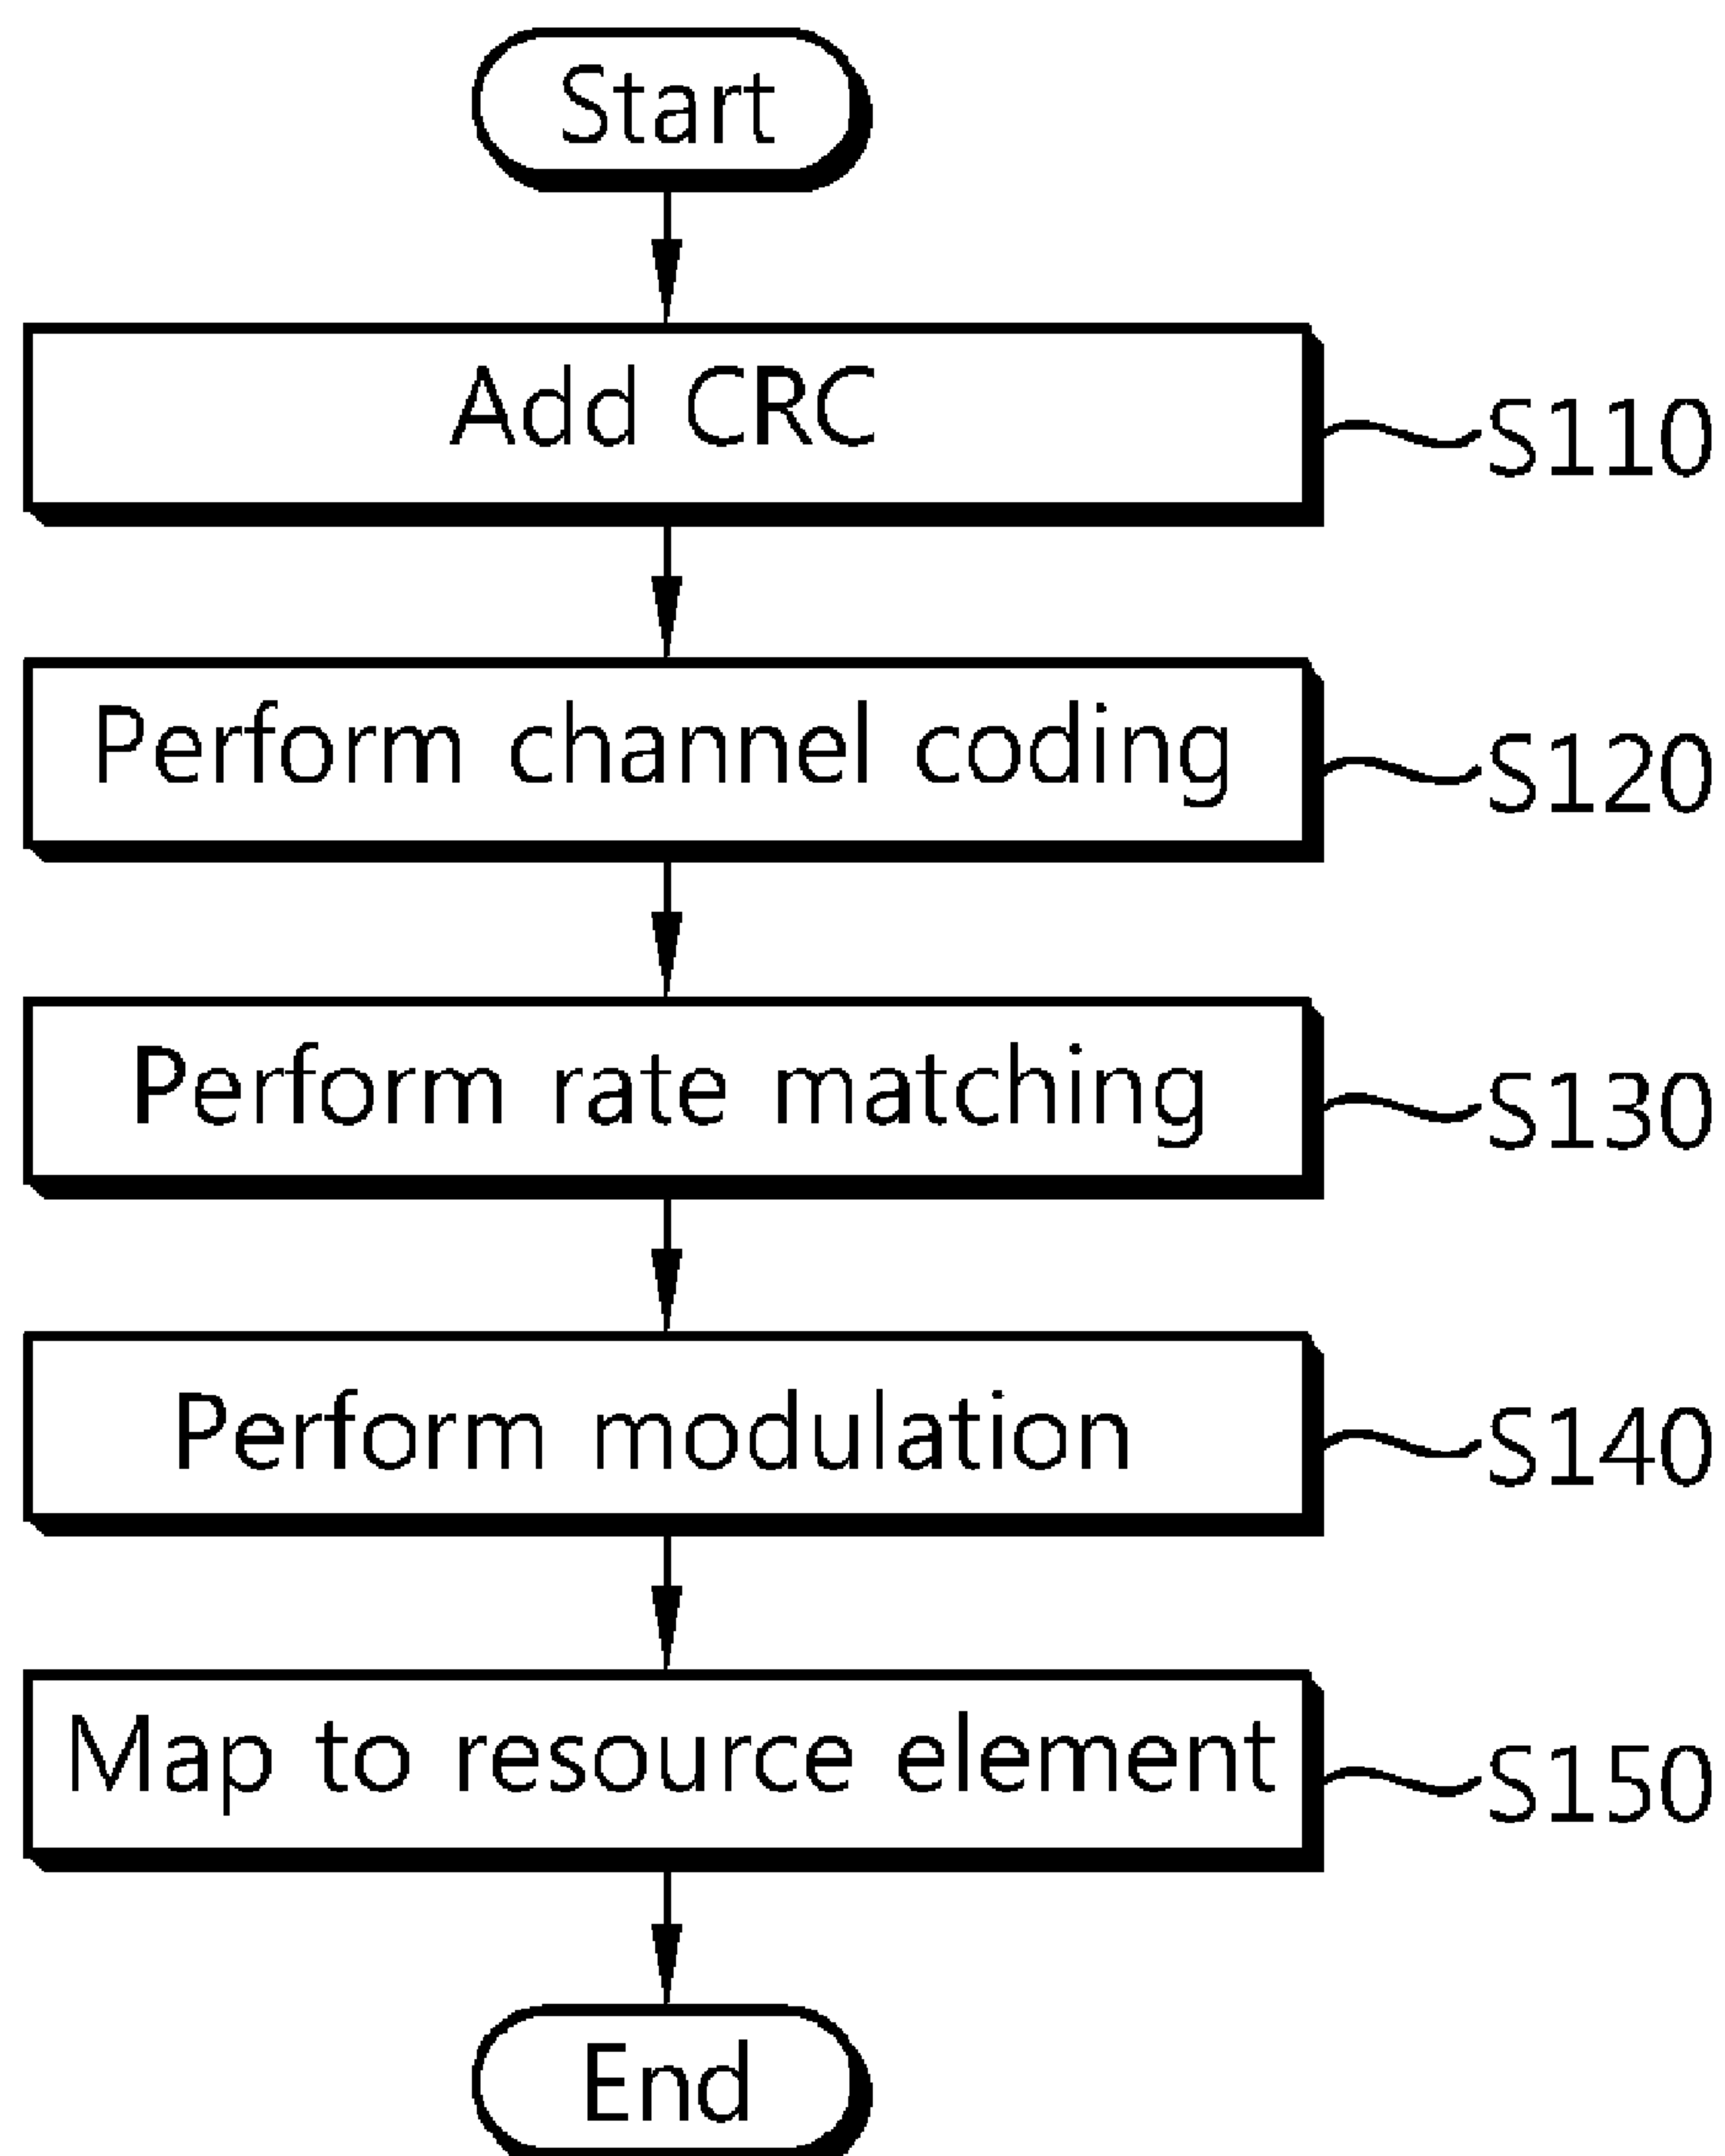 Start
Add CRC
S110
Perform channel coding
S120
Perform rate matching
S130
Perform modulation
S140
Map to resource element
S150
End